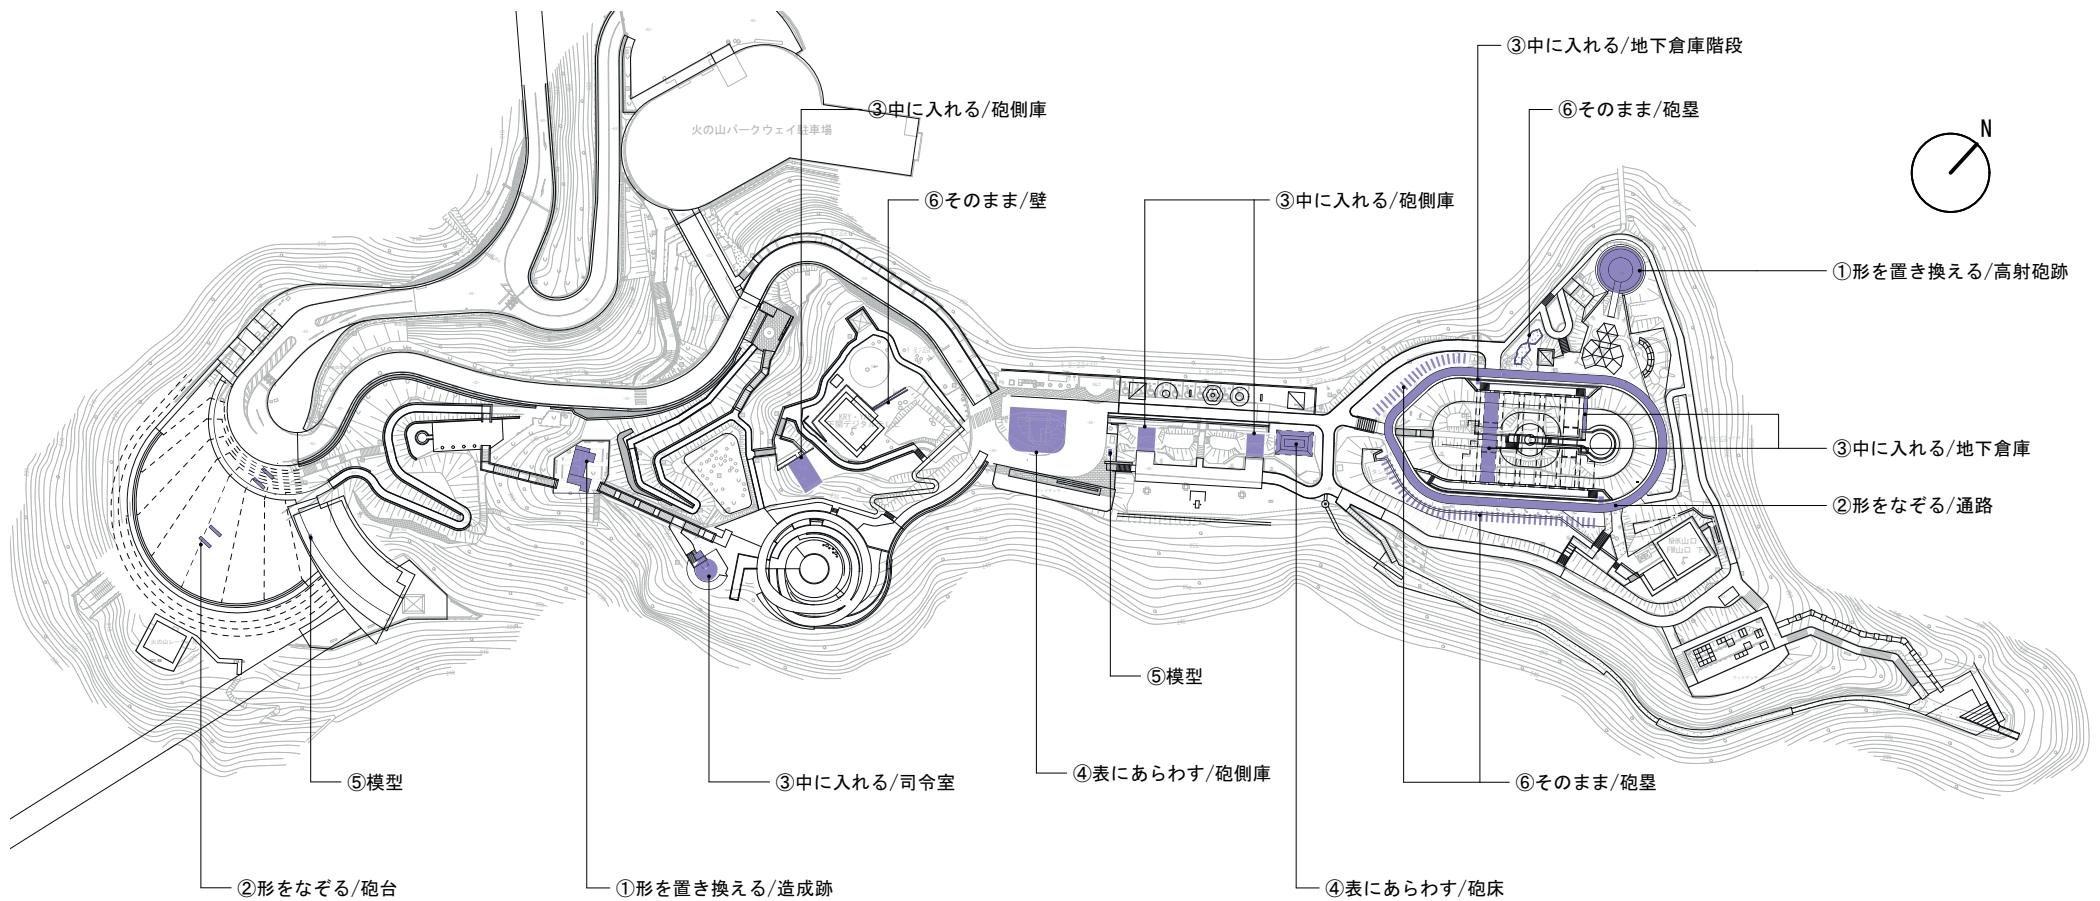 ③中に入れる/地下倉庫階段
③中に入れる/砲側庫
⑥そのまま/砲塁
火の山パークウェイ駐車場
N
⑥そのまま/壁
③中に入れる/砲側庫
①形を置き換える/高射砲跡
③中に入れる/地下倉庫
②形をなぞる/通路
⑤模型
⑤模型
③中に入れる/司令室
④表にあらわす/砲側庫
⑥そのまま/砲塁
②形をなぞる/砲台
①形を置き換える/造成跡
④表にあらわす/砲床